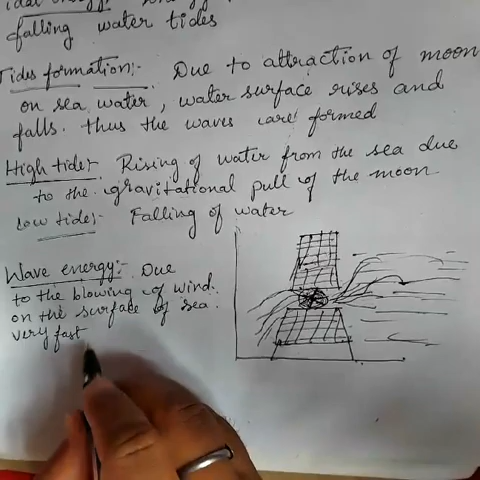 energy:
falling water tides
Tides formation:- Due to attraction of moon
on sea water, water surface rises and
falls. thus the waves are formed
High tide:- Rising of water from the sea due
to the gravitational pull of the moon
Low tide:- Falling of water
Wave energy:- Due
to the blowing of wind
on the surface of sea.
very fast